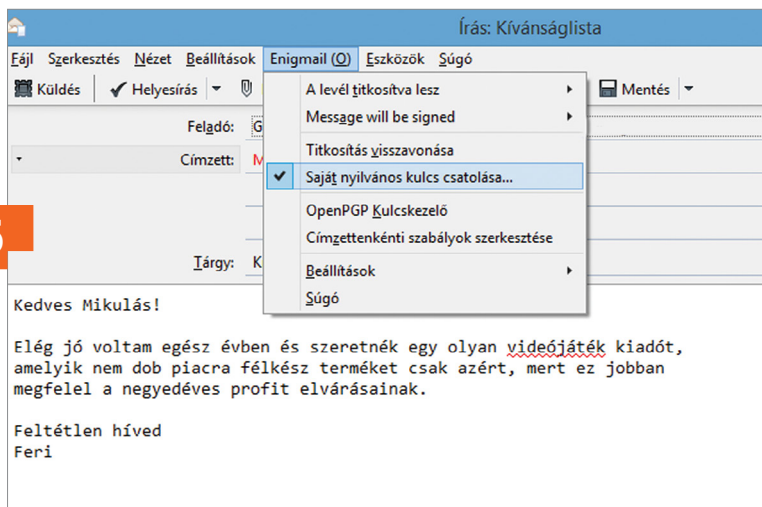 Írás: Kívánságlista
Fájl Szerkesztés Nézet Beállítások Enigmail (O) Eszközök Súgó
Küldés Helyesírás Mentés
A levél titkosítva lesz
Message will be signed
Feladó: G
Titkosítás visszavonása
Címzett: M
Saját nyilvános kulcs csatolása...
OpenPGP Kulcskezelő
Címzettenkénti szabályok szerkesztése
Tárgy: K
Beállítások
Súgó
Kedves Mikulás!
Elég jó voltam egész évben és szeretnék egy olyan videójáték kiadót,
amelyik nem dob piacra félkész terméket csak azért, mert ez jobban
megfelel a negyedéves profit elvárásainak.
Feltétlen híved
Feri